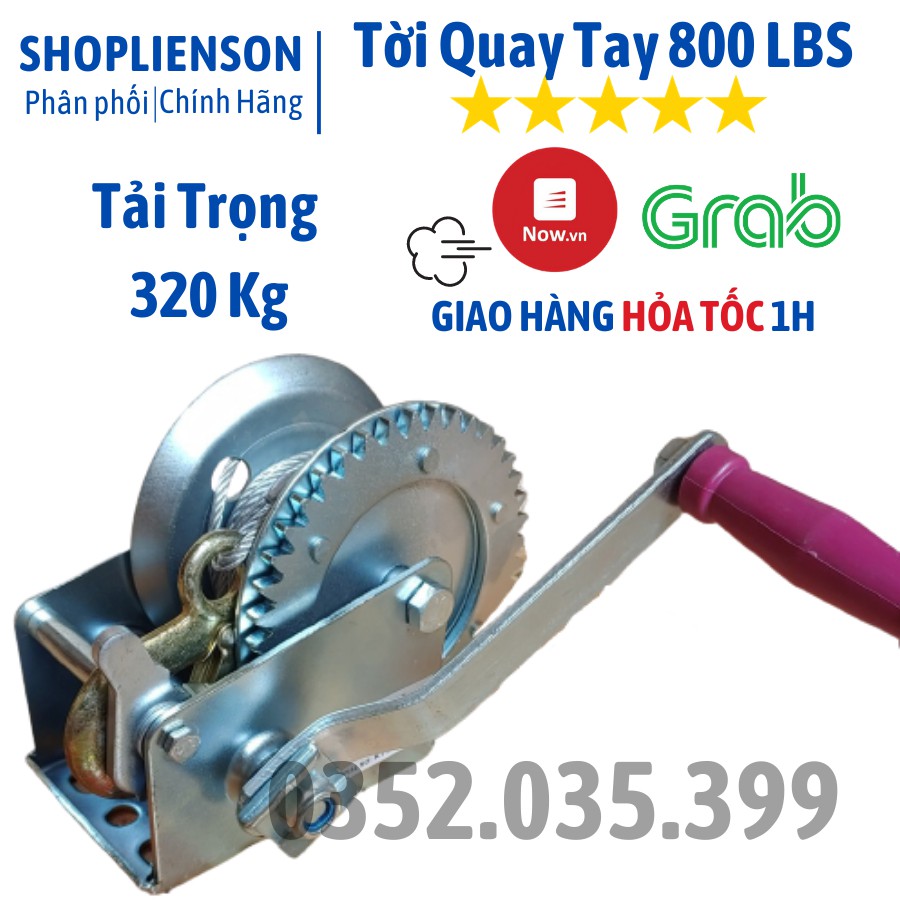 SHOPLIENSON
Phân phối|Chính Hãng
Tời Quay Tay 800 LBS
Tải Trọng
320 Kg
Now.vn
Grab
GIAO HÀNG HỎA TỐC 1H
0352.035.399